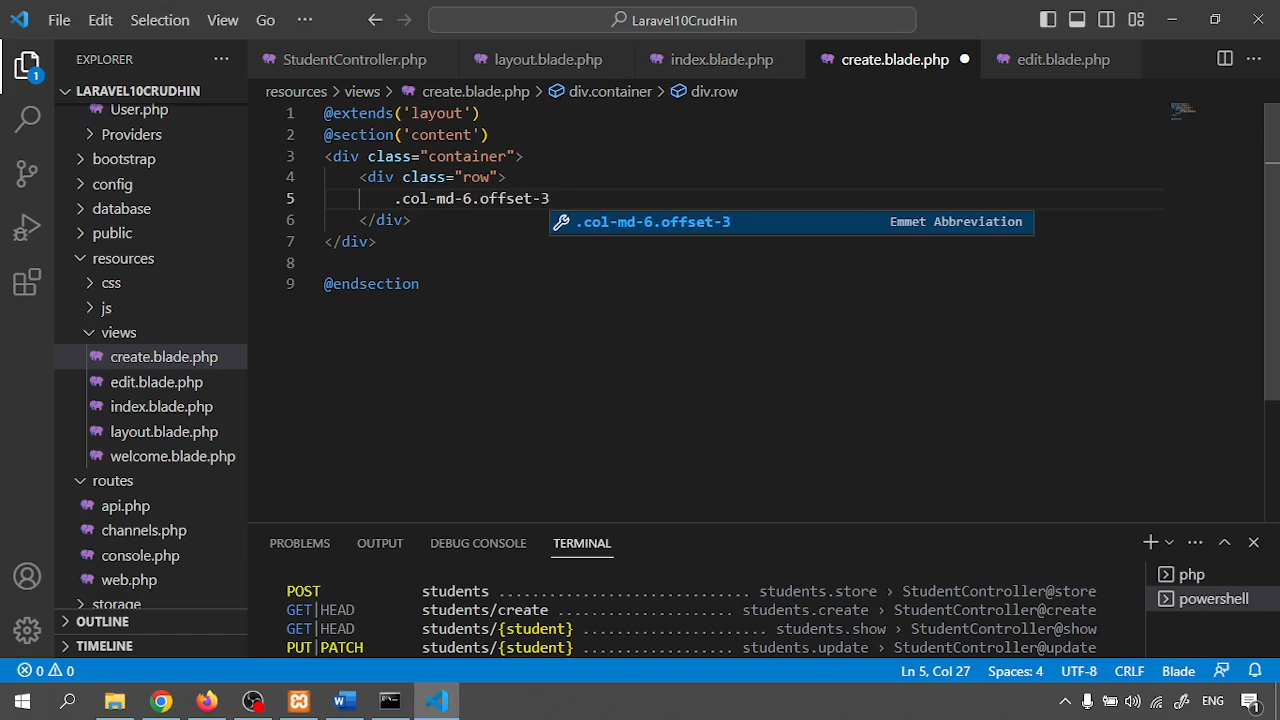 File Edit Selection View Go ··· Laravel10CrudHin
EXPLORER ···
LARAVEL10CRUDHIN
User.php
Providers
bootstrap
config
database
public
resources
css
js
views
create.blade.php
edit.blade.php
index.blade.php
layout.blade.php
welcome.blade.php
routes
api.php
channels.php
console.php
web.php
storage
OUTLINE
TIMELINE
1
StudentController.php layout.blade.php index.blade.php create.blade.php edit.blade.php ···
resources > views > create.blade.php > div.container > div.row
1 @extends('layout')
2 @section('content')
3 <div class="container">
4 <div class="row">
5 .col-md-6.offset-3
.col-md-6.offset-3 Emmet Abbreviation
6 </div>
7 </div>
8
9 @endsection
PROBLEMS OUTPUT DEBUG CONSOLE TERMINAL ···
POST students .................................. students.store › StudentController@store
GET|HEAD students/create ......................... students.create › StudentController@create
GET|HEAD students/{student} ......................... students.show › StudentController@show
PUT|PATCH students/{student} ..................... students.update › StudentController@update
php
powershell
0 0 Ln 5, Col 27 Spaces: 4 UTF-8 CRLF Blade
ENG 1